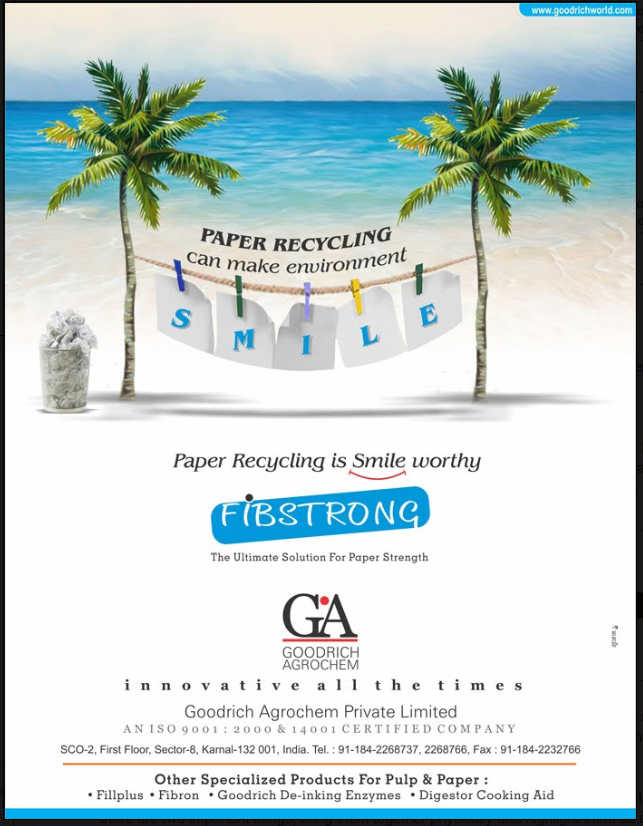 www.goodrichworld.com
PAPER RECYCLING
can make environment
S M I L E
Paper Recycling is Smile worthy
FiBSTRONG
The Ultimate Solution For Paper Strength
GA
GOODRICH
AGROCHEM
innovative all the times
Goodrich Agrochem Private Limited
AN ISO 9001 : 2000 & 14001 CERTIFIED COMPANY
SCO-2, First Floor, Sector-8, Karnal-132 001, India. Tel. : 91-184-2268737, 2268766, Fax : 91-184-2232766
Other Specialized Products For Pulp & Paper :
• Fillplus • Fibron • Goodrich De-inking Enzymes • Digestor Cooking Aid